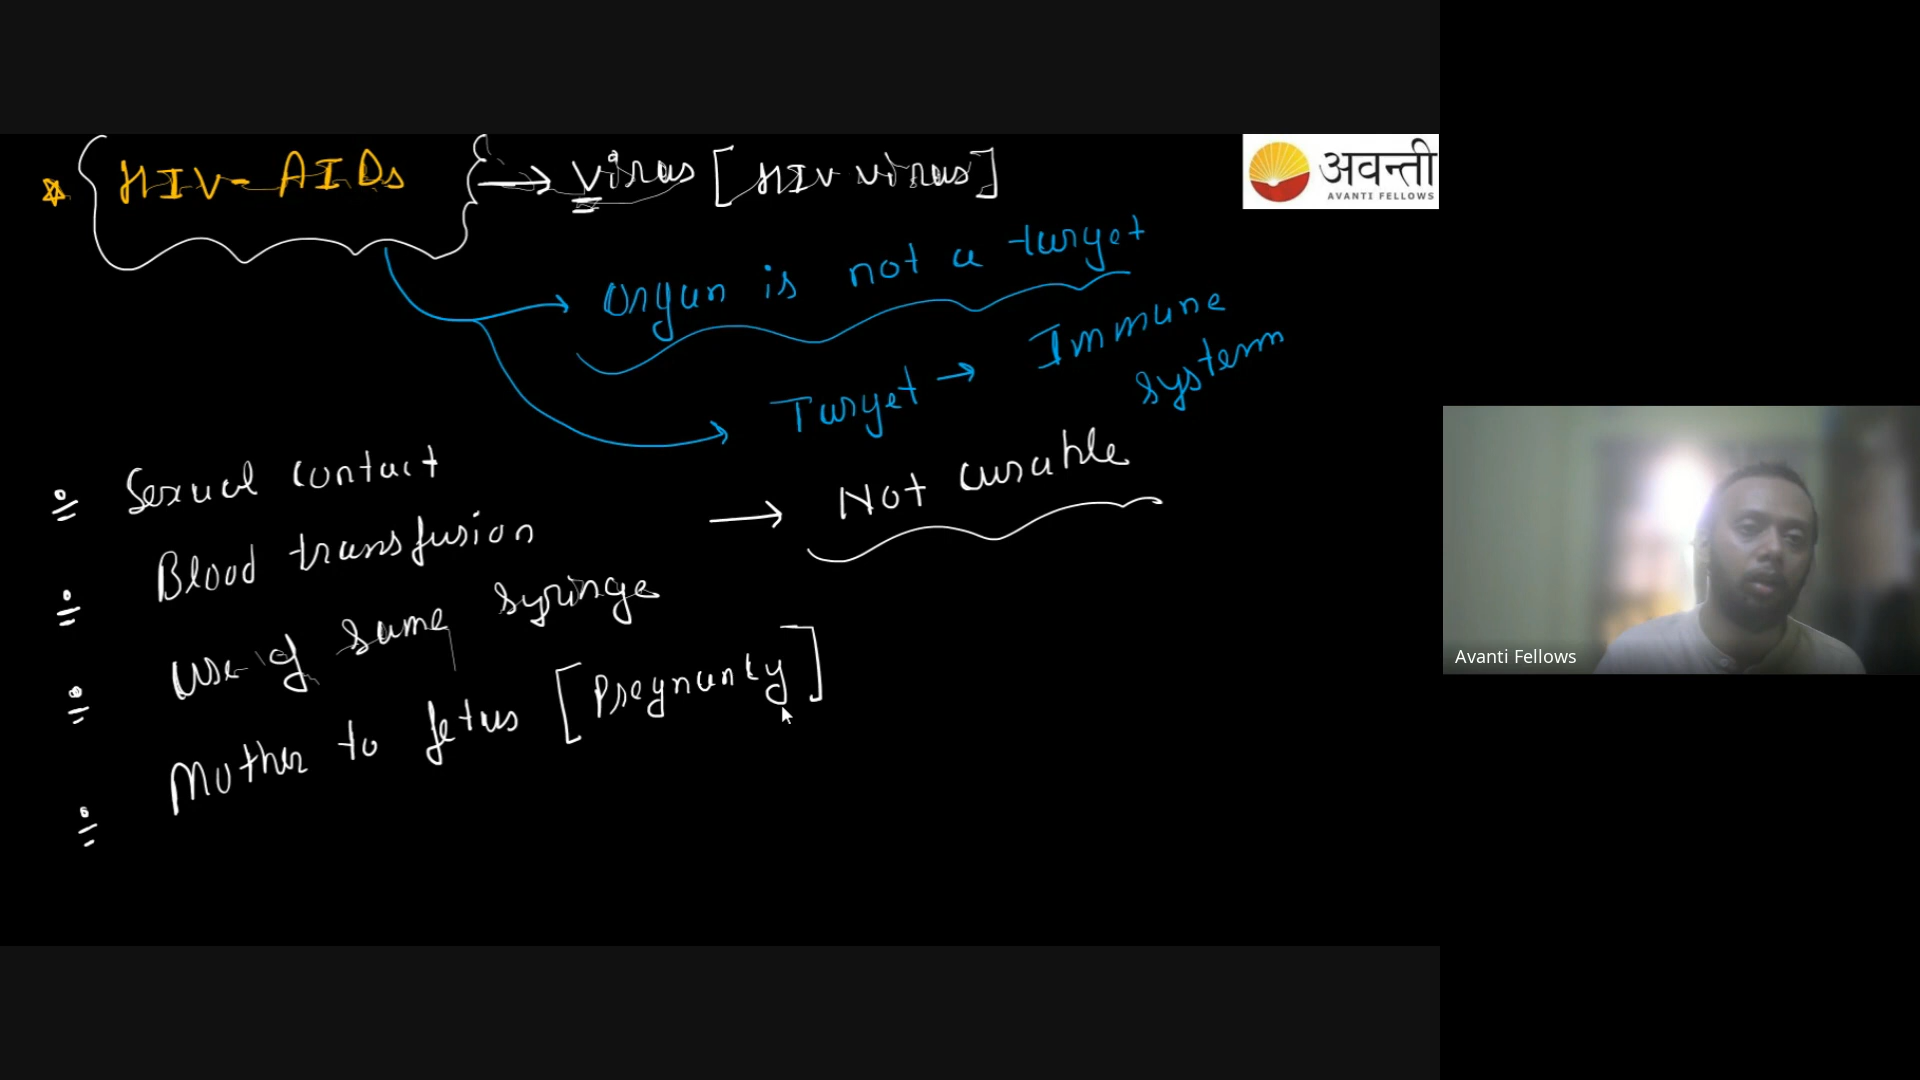 HIV-AIDs → Virus [HIV virus]
अवन्ती
AVANTI FELLOWS
Organ is not a target
Target → Immune
system
Sexual contact
→ Not curable
Blood transfusion
Use of same syringe
Mother to fetus [Pregnancy]
Avanti Fellows